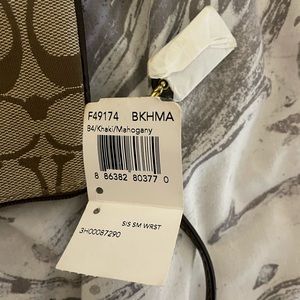 F49174 BKHMA
B4/Khaki/Mahogany
8 86382 80377 0
SIS SM WRST
3H00087290